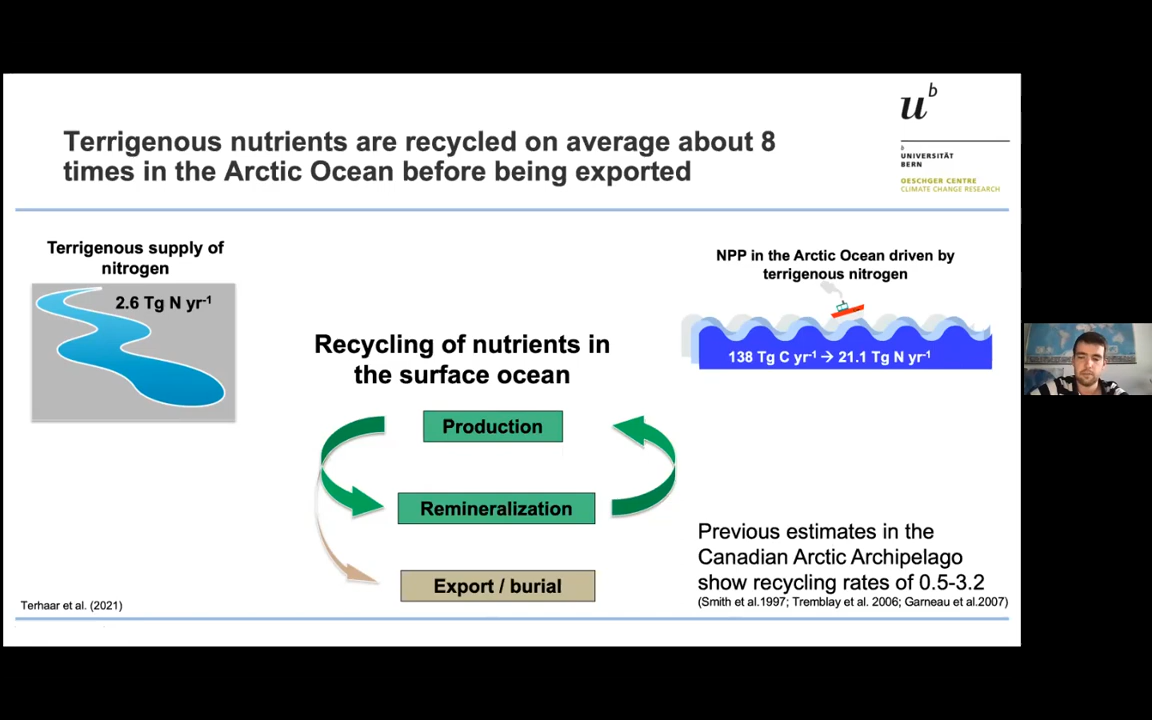 Terrigenous nutrients are recycled on average about 8
times in the Arctic Ocean before being exported
u b
b
UNIVERSITÄT
BERN
OESCHGER CENTRE
CLIMATE CHANGE RESEARCH
Terrigenous supply of
nitrogen
2.6 Tg N yr-1
Recycling of nutrients in
the surface ocean
Production
Remineralization
Export / burial
NPP in the Arctic Ocean driven by
terrigenous nitrogen
138 Tg C yr-1 → 21.1 Tg N yr-1
Previous estimates in the
Canadian Arctic Archipelago
show recycling rates of 0.5-3.2
(Smith et al.1997; Tremblay et al. 2006; Garneau et al.2007)
Terhaar et al. (2021)